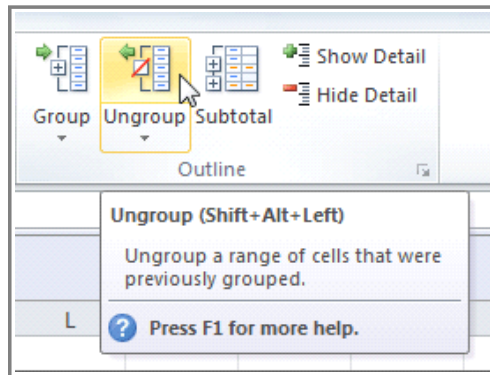 Show Detail
Hide Detail
Group Ungroup Subtotal
Outline
Ungroup (Shift+Alt+Left)
Ungroup a range of cells that were
previously grouped.
L
Press F1 for more help.